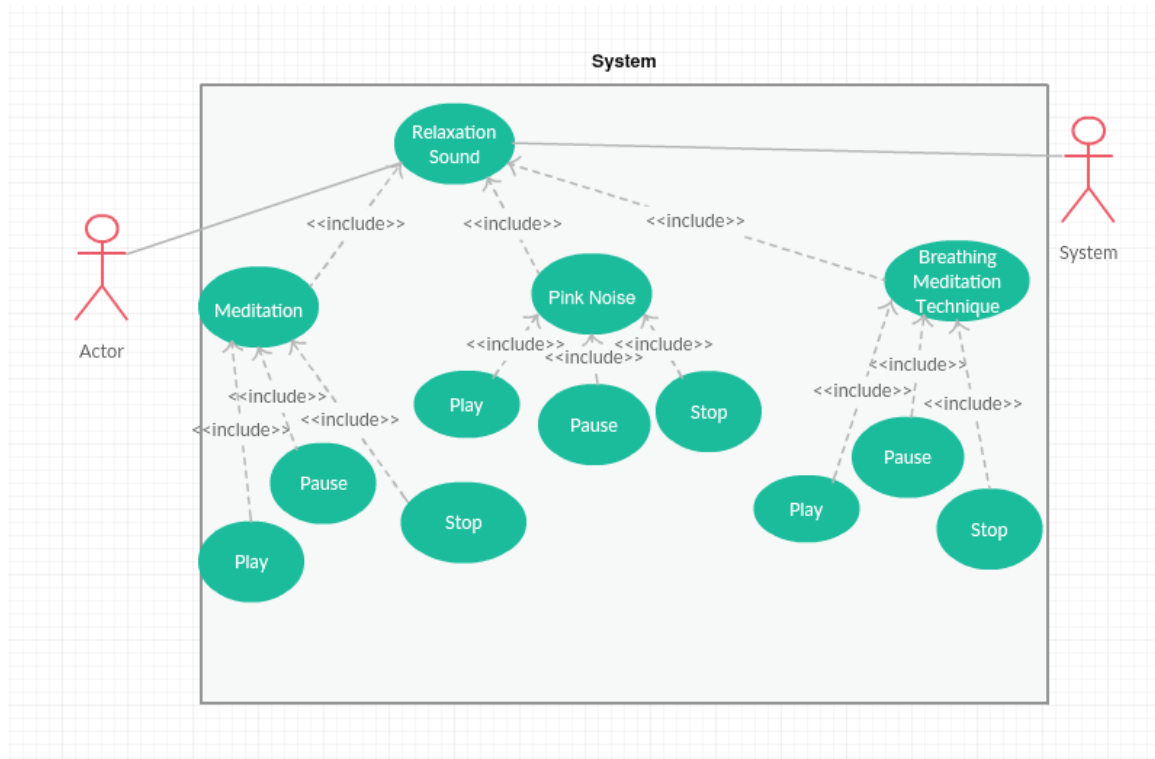 System
Relaxation
Sound
<<include>>
<<include>>
<<include>>
System
Breathing
Meditation
Technique
Meditation
Pink Noise
Actor
<<include>>
<<include>>
<<include>>
<<include>>
<<include>>
<<include>>
<<include>>
<<include>>
<<include>>
Play
Pause
Stop
Pause
Play
Stop
Pause
Stop
Play